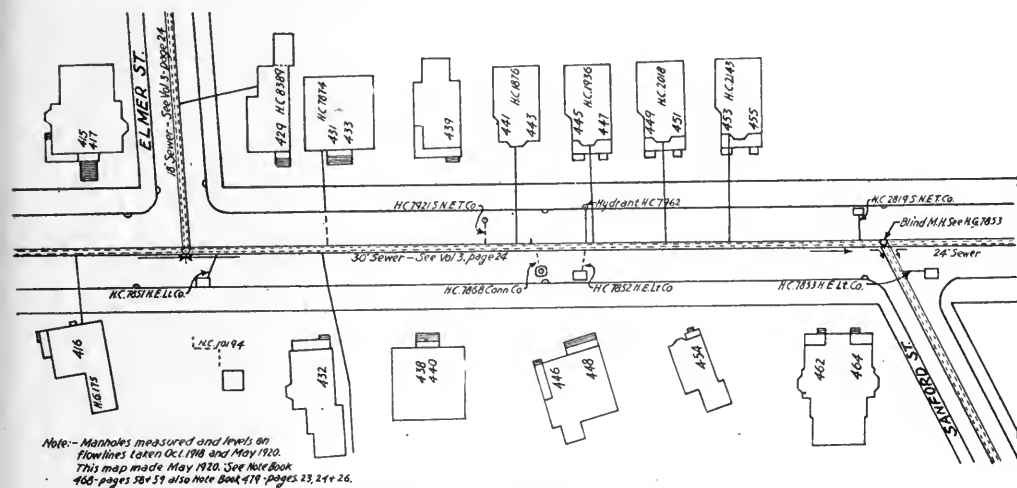 ELMER ST.
18" Sewer - See Vol 3 - page 24
415
417
429 H.C 8389
H.C 7874
431
433
439
H.C.1876
441
443
H.C.1936
445
447
H.C.2018
449
451
H.C.2143
453
455
H.C 7921 S.N.E.T. Co.
Hydrant H.C 7962
H.C. 2819 S.N.E.T. Co.
Blind M.H. See H.C. 7853
30" Sewer - See Vol 3, page 24
24" Sewer
H.C. 7851 N.E. Lt Co.
H.C. 7868 Conn Co
H.C 7852 N.E. Lt Co
H.C. 7853 N E Lt. Co.
416
H.G.175
H.C. 10194
432
438
440
446
448
454
462
464
SANFORD ST.
Note:- Manholes measured and levels on
flowlines taken Oct. 1918 and May 1920.
This map made May 1920. See Note Book
468-pages 58 + 59 also Note Book 479 - pages 23, 24 + 26.